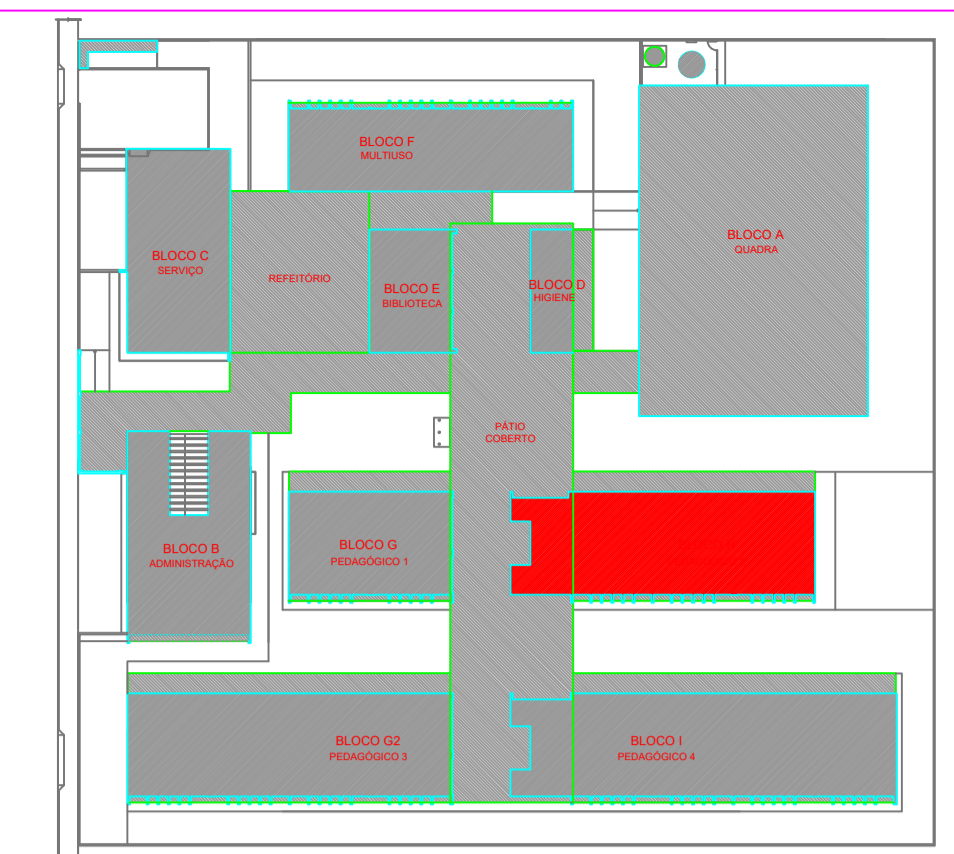 BLOCO F
MULTIUSO
BLOCO A
QUADRA
BLOCO C
SERVIÇO
REFEITÓRIO
BLOCO E
BIBLIOTECA
BLOCO D
HIGIENE
PÁTIO
COBERTO
BLOCO B
ADMINISTRAÇÃO
BLOCO G
PEDAGÓGICO 1
BLOCO G2
PEDAGÓGICO 3
BLOCO I
PEDAGÓGICO 4